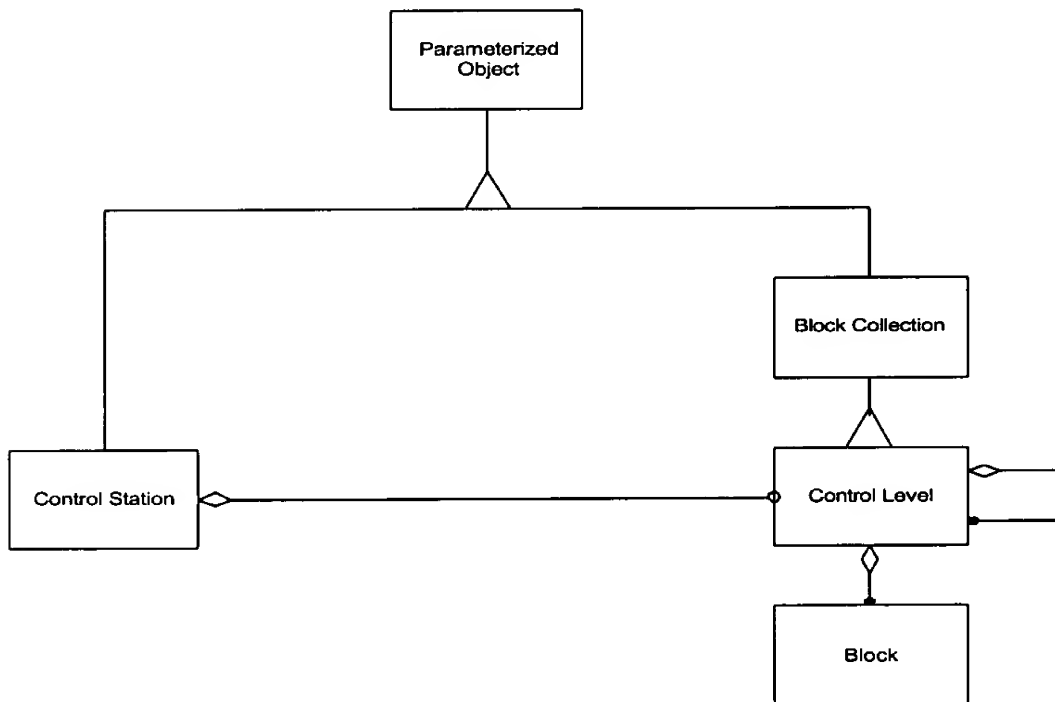 Parameterized
Object
Block Collection
Control Station
Control Level
Block